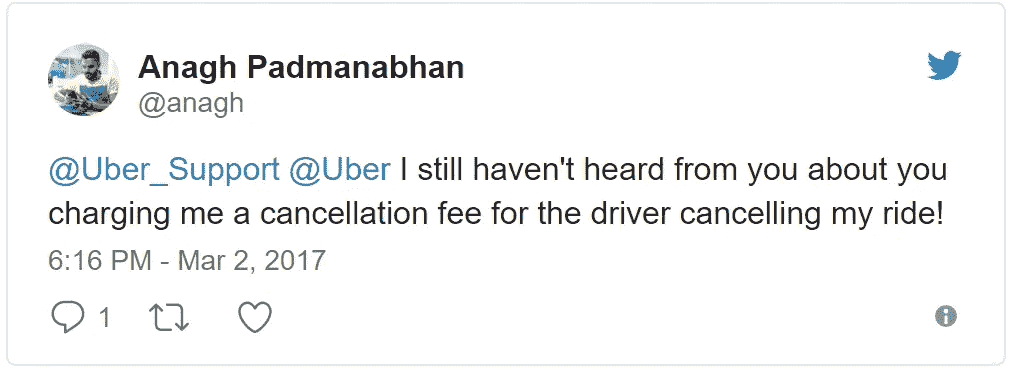 Anagh Padmanabhan
@anagh
@Uber_Support @Uber I still haven't heard from you about you
charging me a cancellation fee for the driver cancelling my ride!
6:16 PM - Mar 2, 2017
1